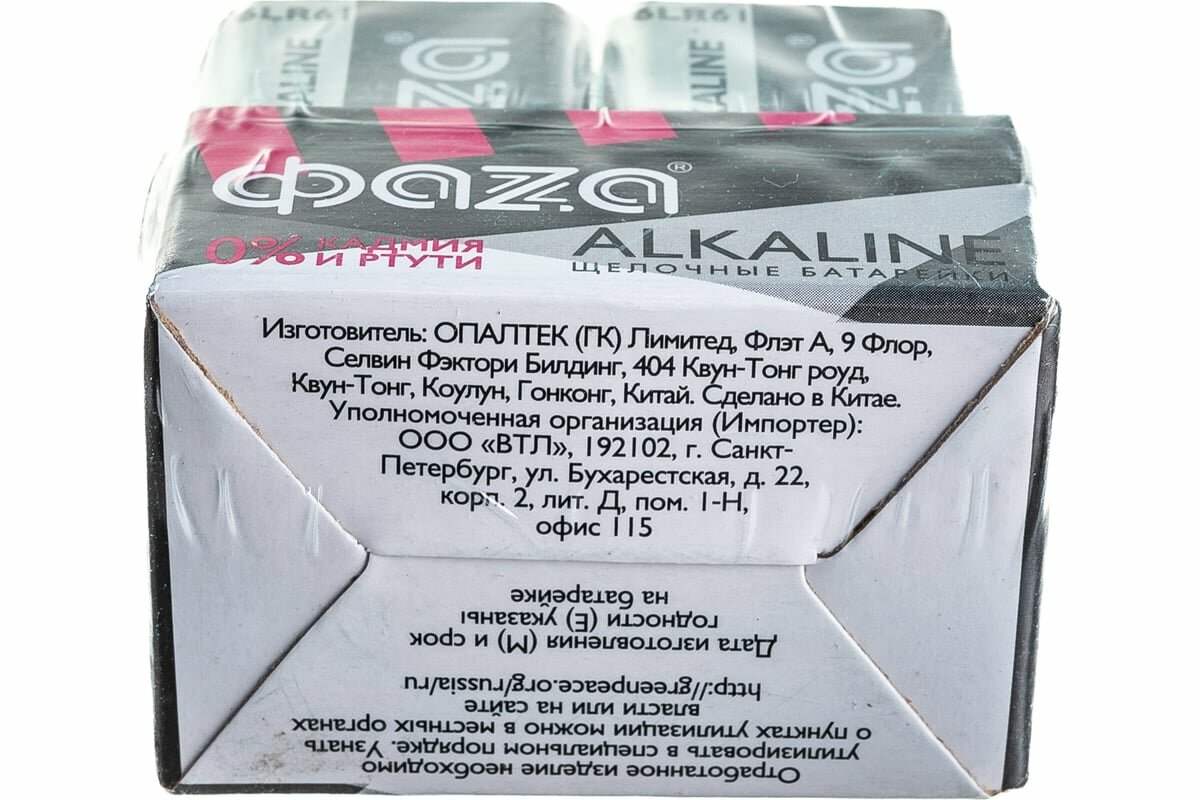 6LR61
ALKALINE
фаzа®
6LR61
ALKALINE
фаzа®
фаzа®
0% КАДМИЯ
И РТУТИ
ALKALINE
ЩЕЛОЧНЫЕ БАТАРЕЙКИ
Изготовитель: ОПАЛТЕК (ГК) Лимитед, Флэт А, 9 Флор,
Селвин Фэктори Билдинг, 404 Квун-Тонг роуд,
Квун-Тонг, Коулун, Гонконг, Китай. Сделано в Китае.
Уполномоченная организация (Импортер):
ООО «ВТЛ», 192102, г. Санкт-
Петербург, ул. Бухарестская, д. 22,
корп. 2, лит. Д, пом. 1-Н,
офис 115
Отработанное изделие необходимо
утилизировать в специальном порядке. Узнать
о пунктах утилизации можно в местных органах
власти или на сайте
http://greenpeace.org/russia/ru
Дата изготовления (М) и срок
годности (Е) указаны
на батарейке